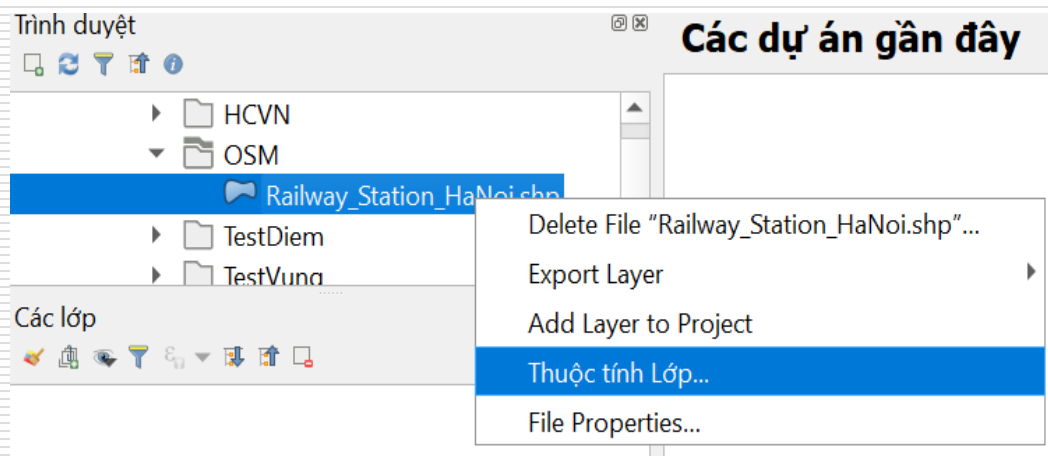 Trình duyệt
Các dự án gần đây
HCVN
OSM
Railway_Station_HaNoi.shp
TestDiem
TestVung
Delete File “Railway_Station_HaNoi.shp”...
Export Layer
Add Layer to Project
Thuộc tính Lớp...
File Properties...
Các lớp